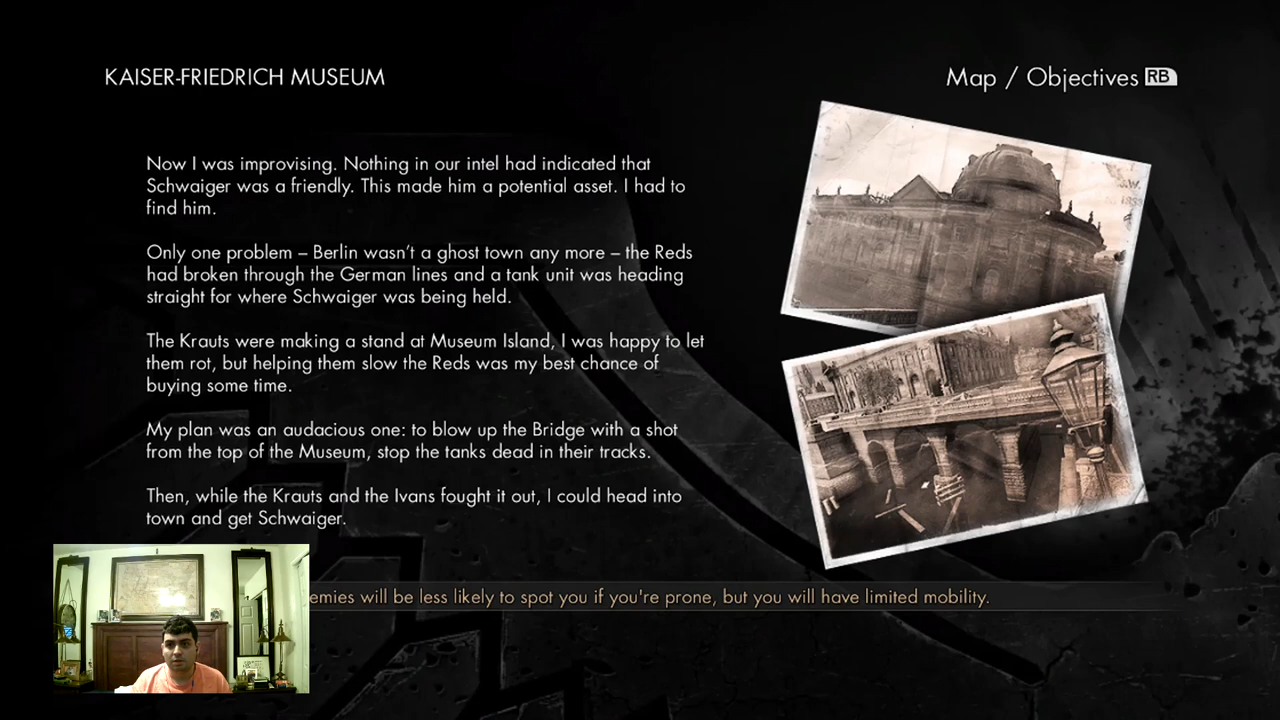 KAISER-FRIEDRICH MUSEUM
Map / Objectives RB
Now I was improvising. Nothing in our intel had indicated that
Schwaiger was a friendly. This made him a potential asset. I had to
find him.
Only one problem – Berlin wasn't a ghost town any more – the Reds
had broken through the German lines and a tank unit was heading
straight for where Schwaiger was being held.
The Krauts were making a stand at Museum Island, I was happy to let
them rot, but helping them slow the Reds was my best chance of
buying some time.
My plan was an audacious one: to blow up the Bridge with a shot
from the top of the Museum, stop the tanks dead in their tracks.
Then, while the Krauts and the Ivans fought it out, I could head into
town and get Schwaiger.
emies will be less likely to spot you if you're prone, but you will have limited mobility.